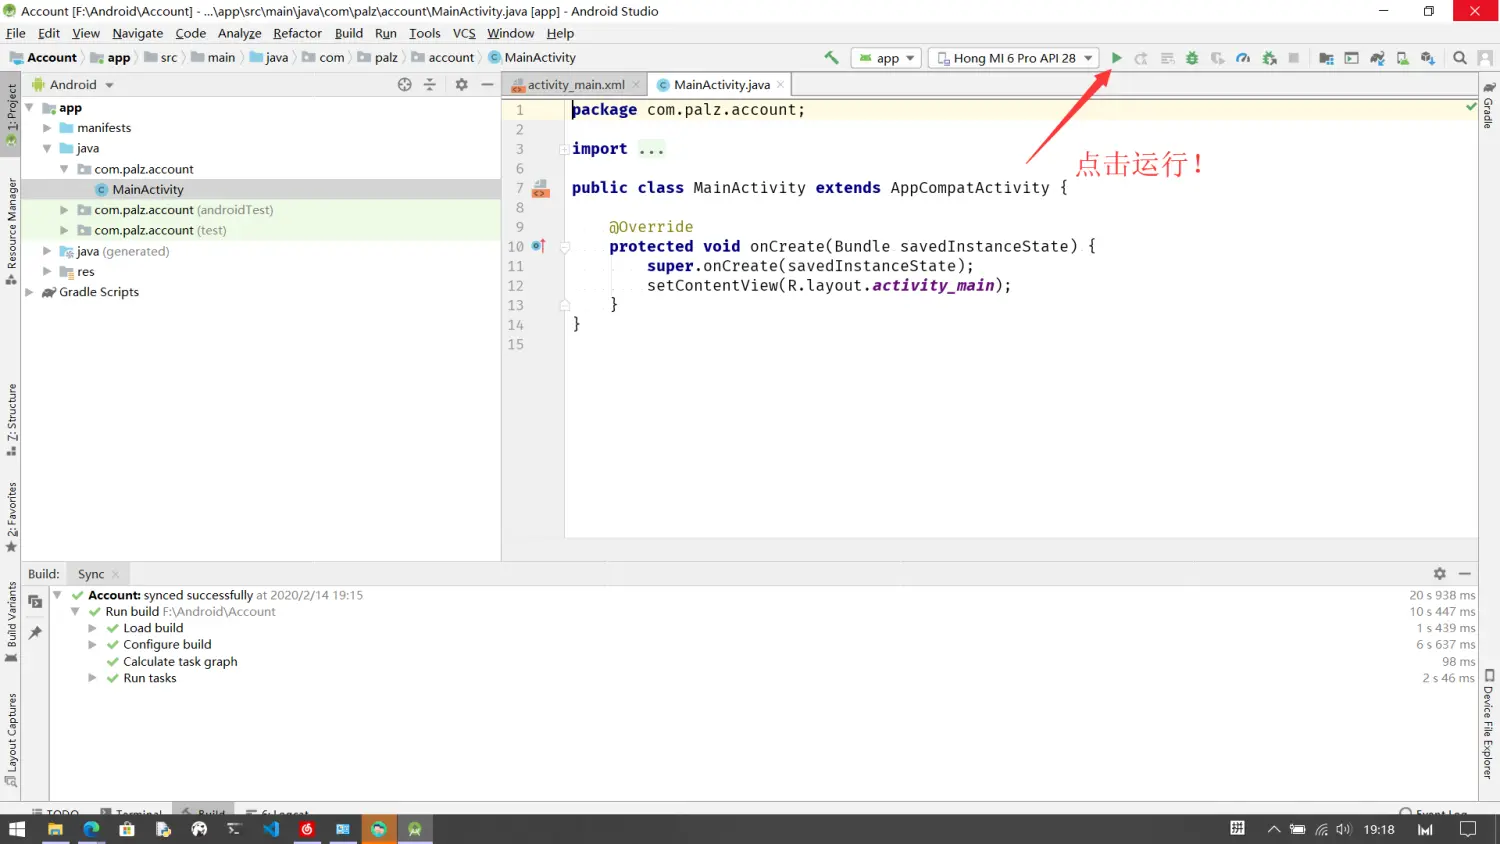 Account [F:\Android\Account] - ...\app\src\main\java\com\palz\account\MainActivity.java [app] - Android Studio
File Edit View Navigate Code Analyze Refactor Build Run Tools VCS Window Help
Account app src main java com palz account MainActivity app Hong MI 6 Pro API 28
1: Project
Resource Manager
7: Structure
2: Favorites
Build Variants
Layout Captures
Android
app
manifests
java
com.palz.account
MainActivity
com.palz.account (androidTest)
com.palz.account (test)
java (generated)
res
Gradle Scripts
activity_main.xml MainActivity.java
1 package com.palz.account;
2
3 import ...
6
7 public class MainActivity extends AppCompatActivity {
8
9 @Override
10 protected void onCreate(Bundle savedInstanceState) {
11 super.onCreate(savedInstanceState);
12 setContentView(R.layout.activity_main);
13 }
14 }
15
点击运行!
Gradle
Device File Explorer
Build: Sync
Account: synced successfully at 2020/2/14 19:15 20 s 938 ms
Run build F:\Android\Account 10 s 447 ms
Load build 1 s 439 ms
Configure build 6 s 637 ms
Calculate task graph 98 ms
Run tasks 2 s 46 ms
TODO Terminal Build 6: Logcat Event Log
拼 19:18